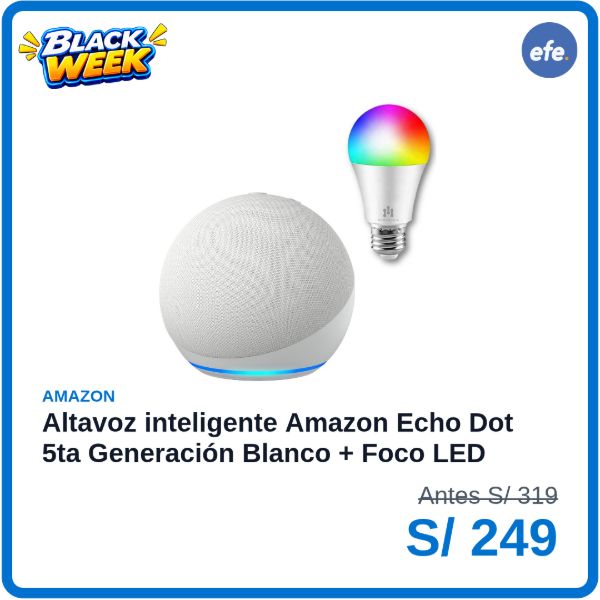 BLACK
WEEK
efe.
AMAZON
Altavoz inteligente Amazon Echo Dot
5ta Generación Blanco + Foco LED
Antes S/ 319
S/ 249